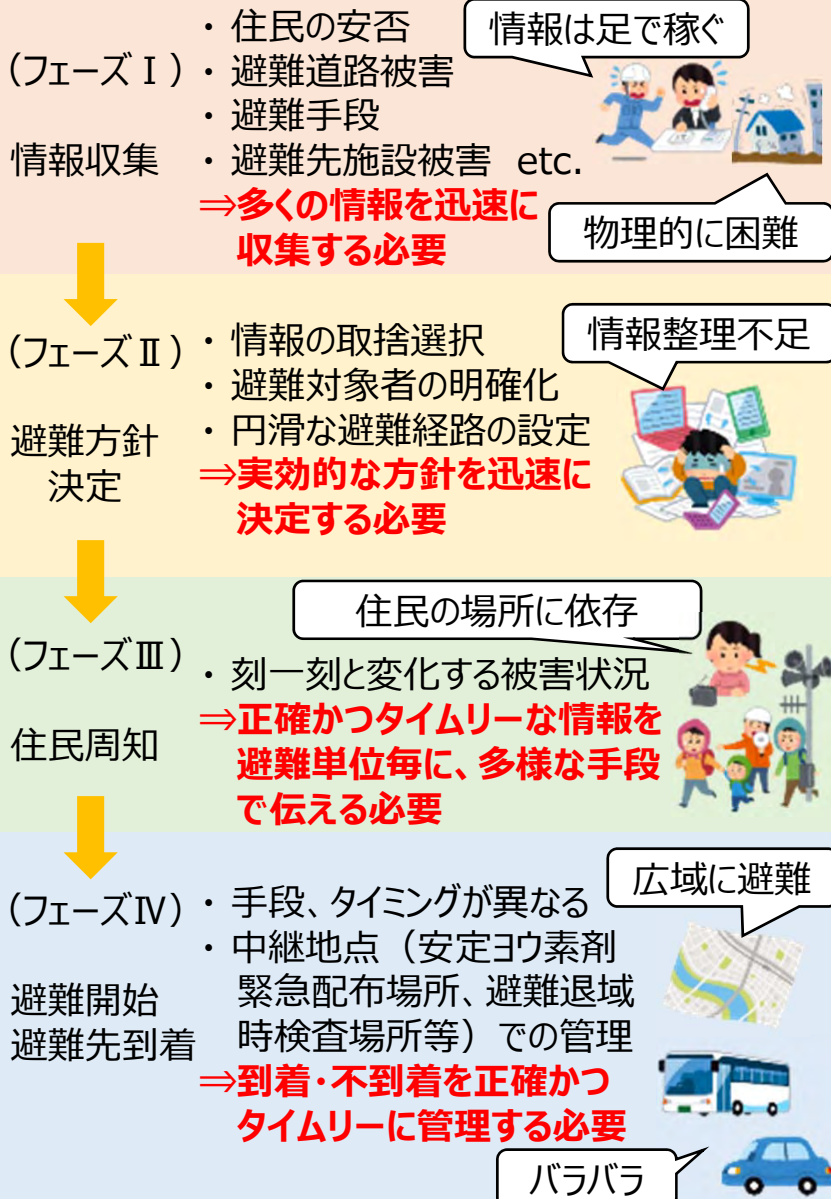 ・ 住民の安否
情報は足で稼ぐ
(フェーズⅠ)・ 避難道路被害
・ 避難手段
情報収集 ・ 避難先施設被害 etc.
⇒多くの情報を迅速に
収集する必要
物理的に困難
情報整理不足
(フェーズⅡ)・ 情報の取捨選択
・ 避難対象者の明確化
避難方針 ・ 円滑な避難経路の設定
決定 ⇒実効的な方針を迅速に
決定する必要
住民の場所に依存
(フェーズⅢ)・ 刻一刻と変化する被害状況
⇒正確かつタイムリーな情報を
住民周知 避難単位毎に、多様な手段
で伝える必要
広域に避難
(フェーズⅣ)・ 手段、タイミングが異なる
・ 中継地点(安定ヨウ素剤
避難開始 緊急配布場所、避難退域
避難先到着 時検査場所等)での管理
⇒到着・不到着を正確かつ
タイムリーに管理する必要
バラバラ